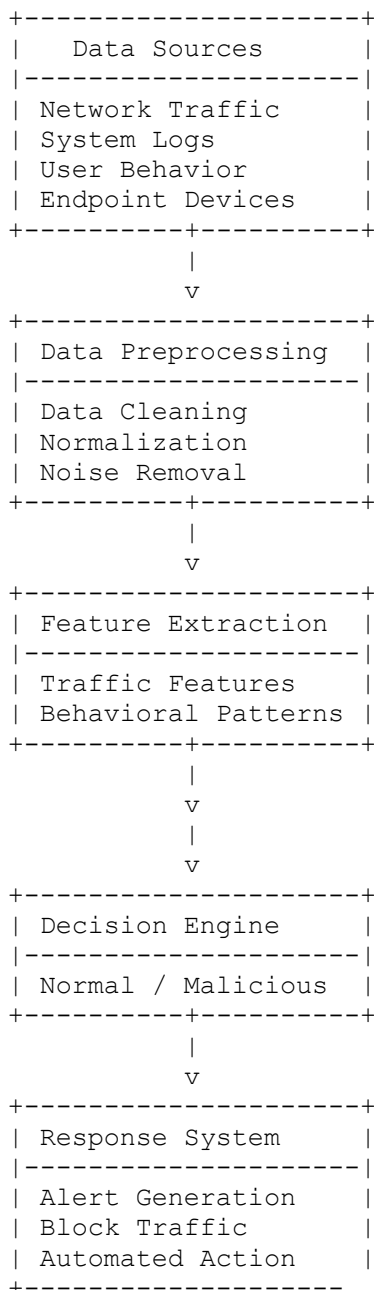 +---------------------+
|   Data Sources      |
|---------------------|
| Network Traffic     |
| System Logs         |
| User Behavior       |
| Endpoint Devices    |
+----------+----------+
           |
           v
+---------------------+
| Data Preprocessing  |
|---------------------|
| Data Cleaning       |
| Normalization       |
| Noise Removal       |
+----------+----------+
           |
           v
+---------------------+
| Feature Extraction  |
|---------------------|
| Traffic Features    |
| Behavioral Patterns |
+----------+----------+
           |
           v
           |
           v
+---------------------+
| Decision Engine     |
|---------------------|
| Normal / Malicious  |
+----------+----------+
           |
           v
+---------------------+
| Response System     |
|---------------------|
| Alert Generation    |
| Block Traffic       |
| Automated Action    |
+--------------------